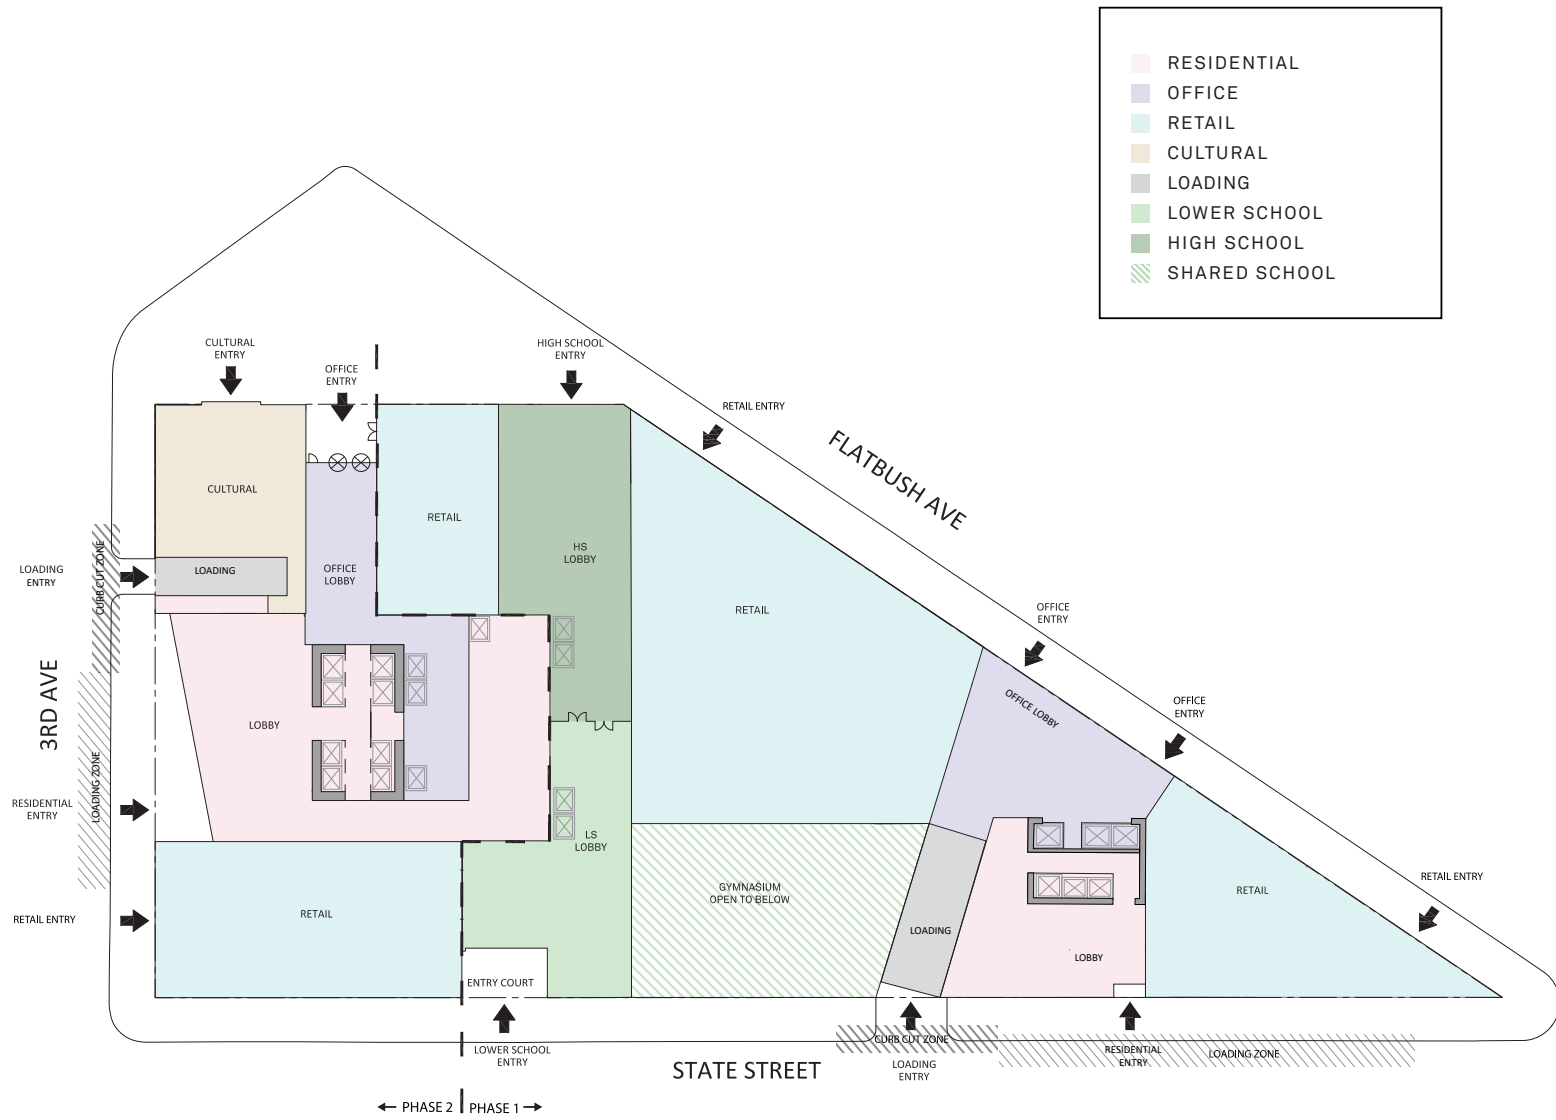 RESIDENTIAL
OFFICE
RETAIL
CULTURAL
LOADING
LOWER SCHOOL
HIGH SCHOOL
SHARED SCHOOL
CULTURAL
ENTRY
OFFICE
ENTRY
HIGH SCHOOL
ENTRY
RETAIL ENTRY
FLATBUSH AVE
CULTURAL
RETAIL
HS
LOBBY
LOADING
ENTRY
CURB CUT ZONE
LOADING
OFFICE
LOBBY
RETAIL
OFFICE
ENTRY
3RD AVE
LOBBY
OFFICE LOBBY
OFFICE
ENTRY
LOADING ZONE
RESIDENTIAL
ENTRY
LS
LOBBY
RETAIL ENTRY
RETAIL
GYMNASIUM
OPEN TO BELOW
RETAIL
RETAIL ENTRY
LOADING
LOBBY
ENTRY COURT
LOWER SCHOOL
ENTRY
STATE STREET
CURB CUT ZONE
LOADING
ENTRY
RESIDENTIAL
ENTRY
LOADING ZONE
PHASE 2
PHASE 1